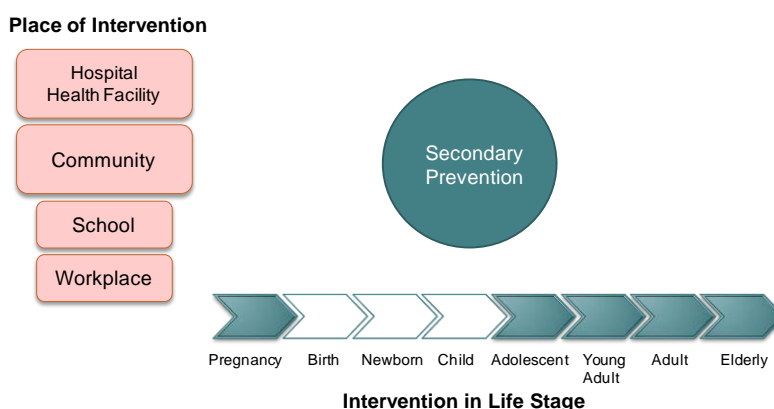 Place of Intervention
Hospital
Health Facility
Community
School
Workplace
Secondary
Prevention
Pregnancy
Birth
Newborn
Child
Adolescent
Young
Adult
Adult
Elderly
Intervention in Life Stage